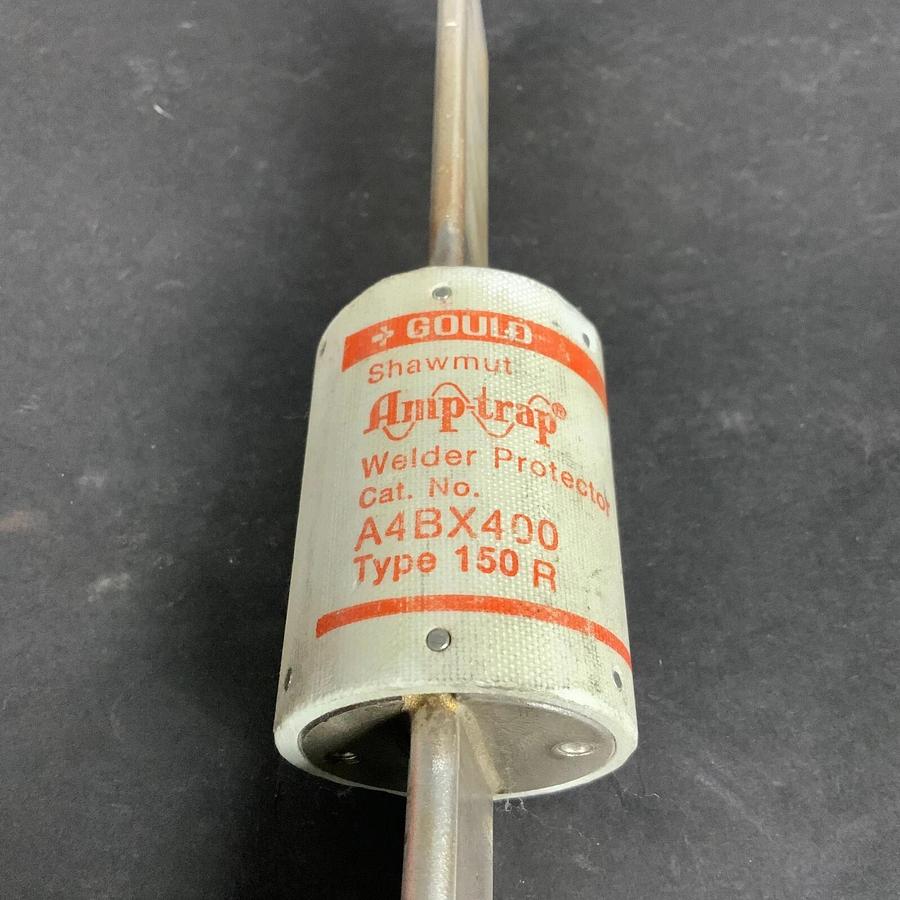 GOULD
Shawmut
Amp-trap®
Welder Protector
Cat. No.
A4BX400
Type 150 R